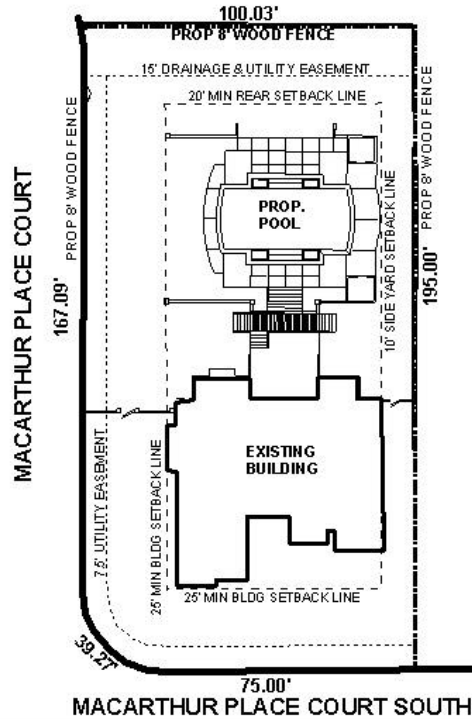 100.03'
PROP 8' WOOD FENCE
15' DRAINAGE & UTILITY EASEMENT
20' MIN REAR SETBACK LINE
PROP 8' WOOD FENCE
PROP 8' WOOD FENCE
PROP.
POOL
MACARTHUR PLACE COURT
167.09'
10' SIDE YARD SETBACK LINE
195.00'
EXISTING
BUILDING
7.5' UTILITY EASEMENT
25' MIN BLDG SETBACK LINE
25' MIN BLDG SETBACK LINE
39.27'
75.00'
MACARTHUR PLACE COURT SOUTH